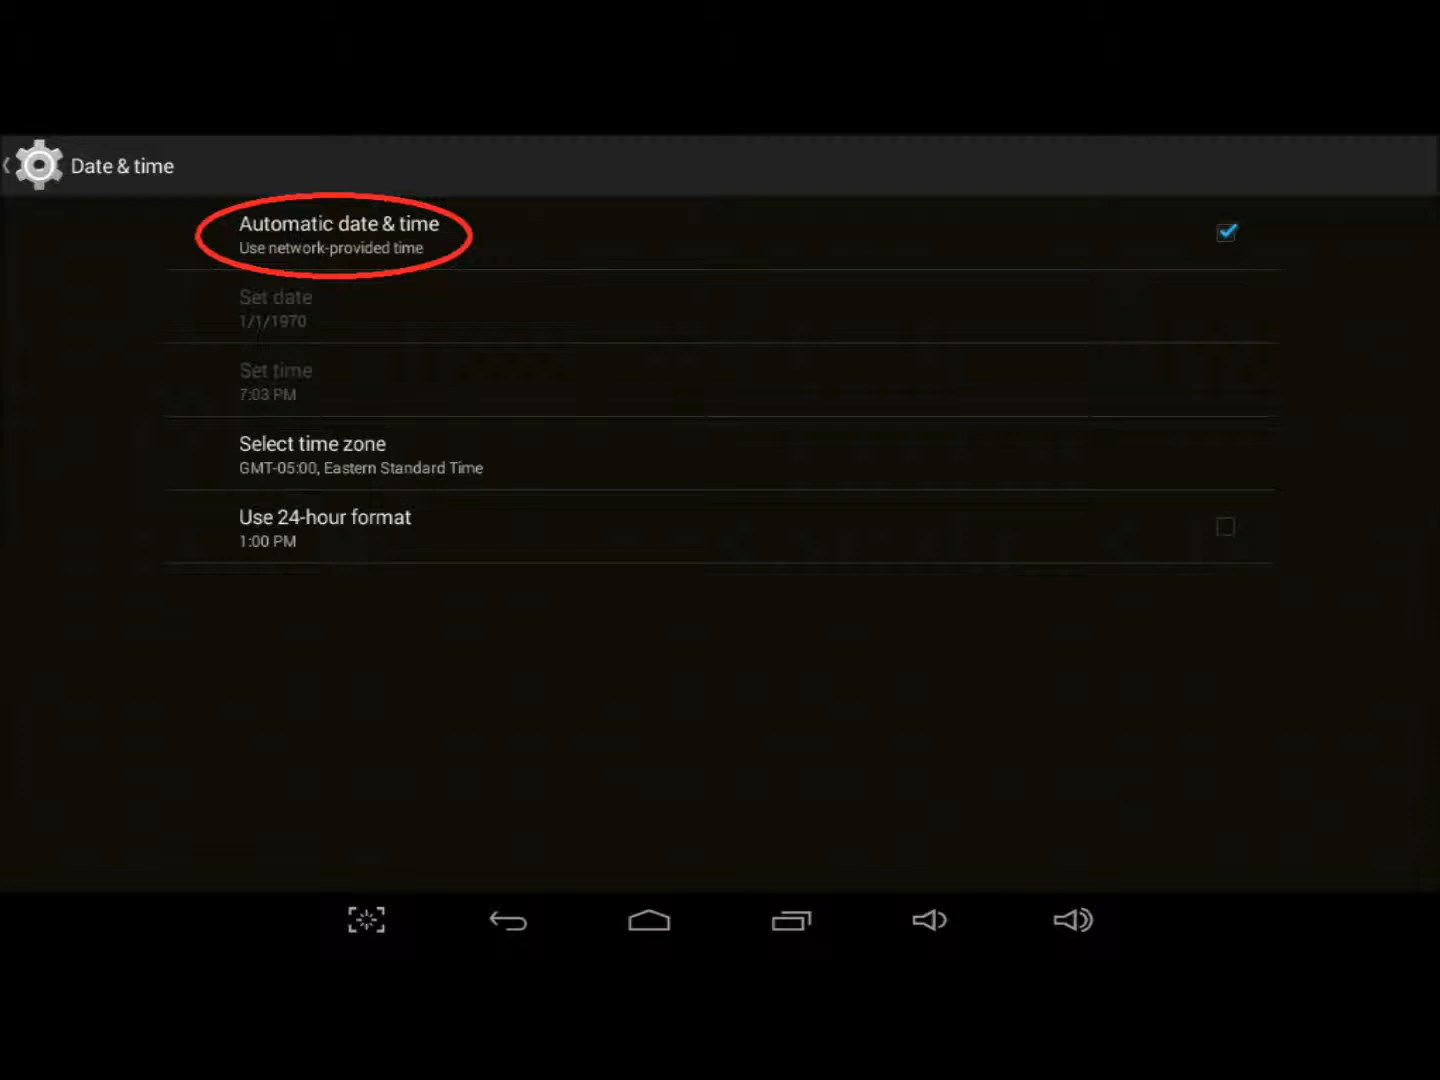 Date & time
Automatic date & time
Use network-provided time
Set date
1/1/1970
Set time
7:03 PM
Select time zone
GMT-05:00, Eastern Standard Time
Use 24-hour format
1:00 PM